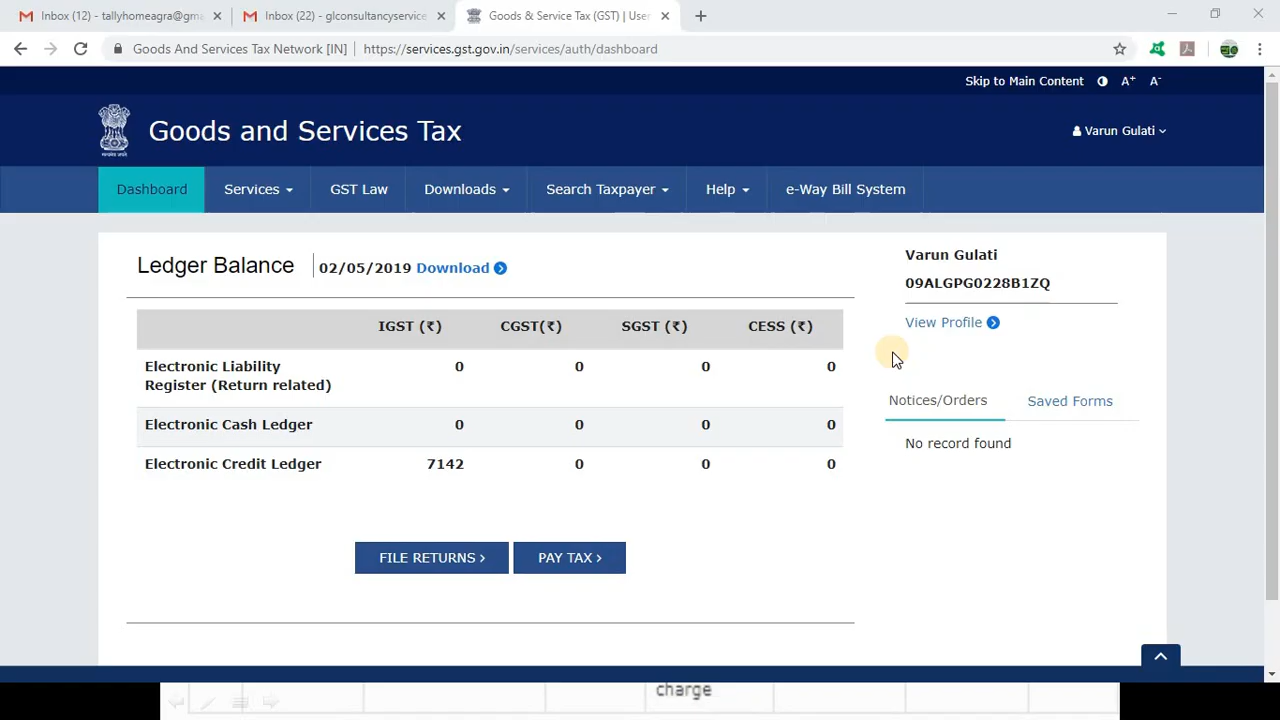 Inbox (12) - tallyhomeagra@gma
Inbox (22) - glconsultancyservice
Goods & Service Tax (GST) | User
Goods And Services Tax Network [IN]
https://services.gst.gov.in/services/auth/dashboard
Skip to Main Content
A+
A-
Goods and Services Tax
Varun Gulati
Dashboard
Services
GST Law
Downloads
Search Taxpayer
Help
e-Way Bill System
Ledger Balance
02/05/2019 Download
IGST (₹) CGST(₹) SGST (₹) CESS (₹)
Electronic Liability
Register (Return related) 0 0 0 0
Electronic Cash Ledger 0 0 0 0
Electronic Credit Ledger 7142 0 0 0
FILE RETURNS >
PAY TAX >
Varun Gulati
09ALGPG0228B1ZQ
View Profile
Notices/Orders
Saved Forms
No record found
charge